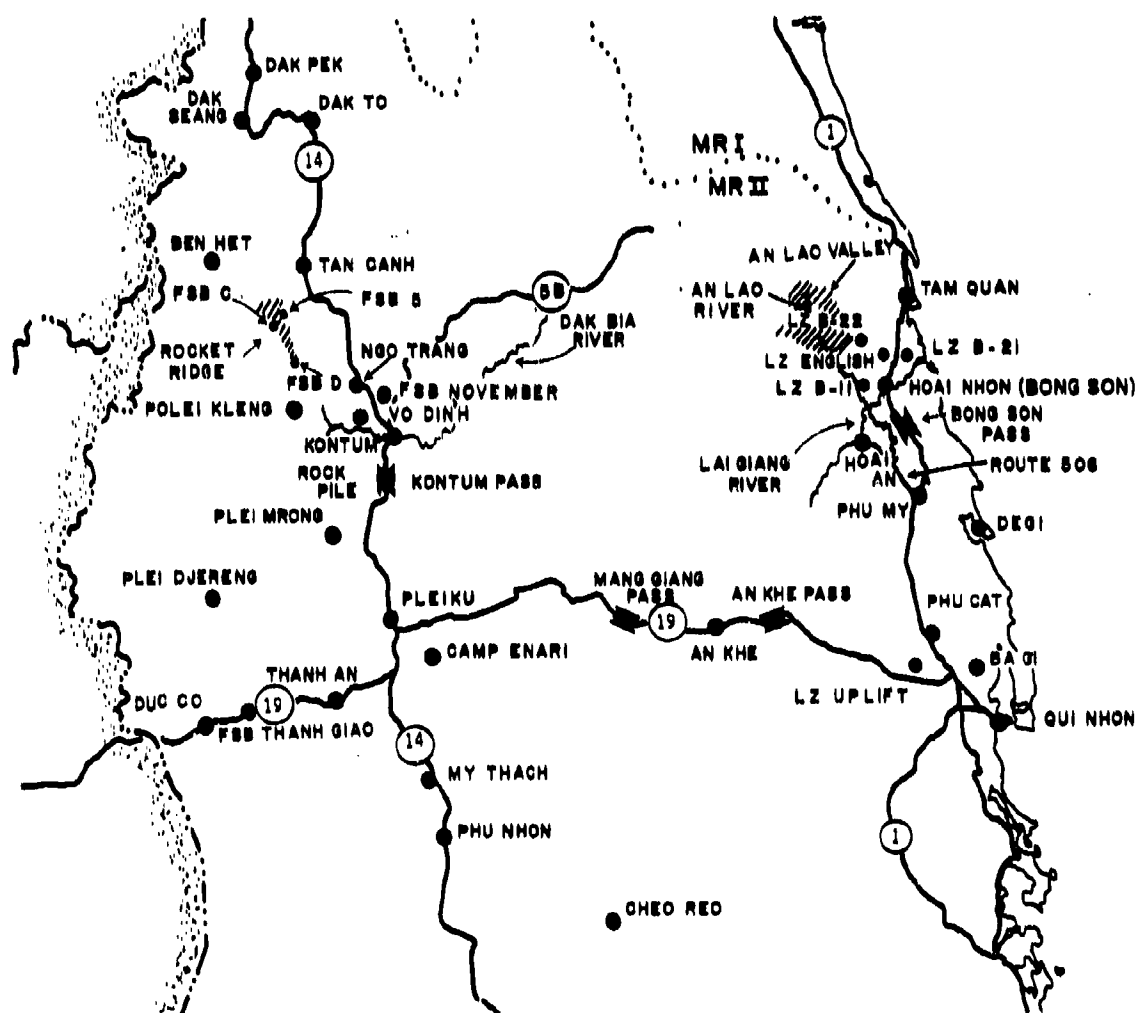 DAK PEK
DAK
SEANG
DAK TO
14
1
MR I
MR II
BEN HET
TAN CANH
AN LAO VALLEY
FSB C
FSB 5
5B
AN LAO
RIVER
TAM QUAN
DAK BIA
RIVER
LZ B-22
ROCKET
RIDGE
NGO TRANG
LZ ENGLISH
LZ B-21
FSB D
FSB NOVEMBER
LZ B-11
HOAI NHON (BONG SON)
POLEI KLENG
VO DINH
BONG SON
PASS
KONTUM
LAI GIANG
RIVER
HOAI
AN
ROUTE 506
ROCK
PILE
KONTUM PASS
PHU MY
PLEI MRONG
DEGI
PLEI DJERENG
PLEIKU
MANG GIANG
PASS
19
AN KHE PASS
PHU CAT
AN KHE
CAMP ENARI
BA GI
THANH AN
LZ UPLIFT
DUC CO
19
FSB THANH GIAO
QUI NHON
14
MY THACH
PHU NHON
1
CHEO REO